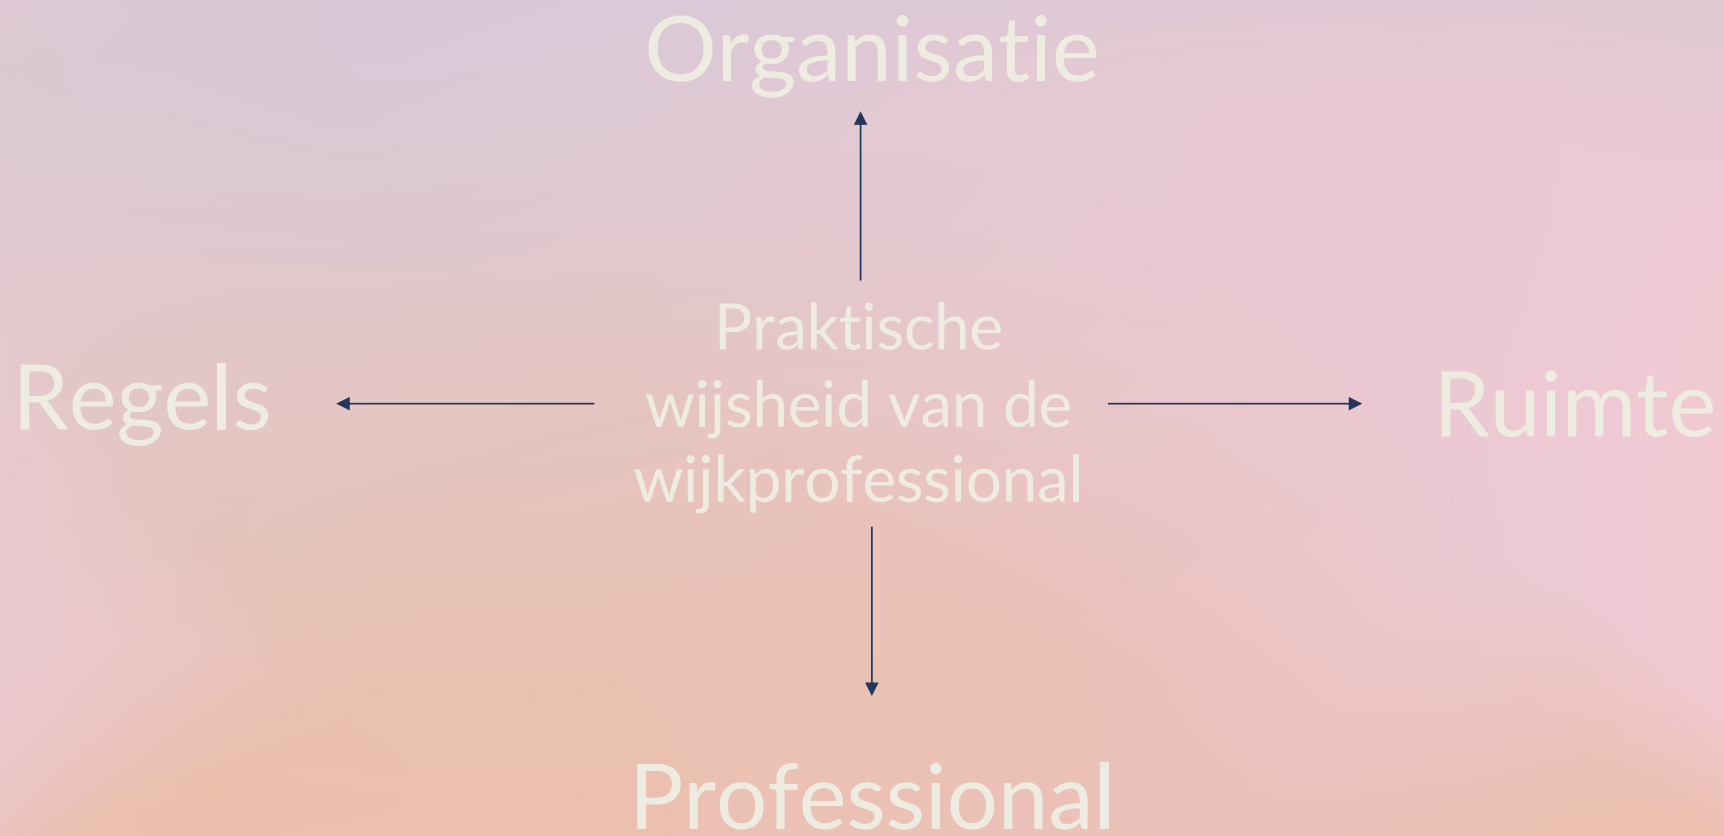 Organisatie
Praktische
wijsheid van de
wijkprofessional
Regels
Ruimte
Professional